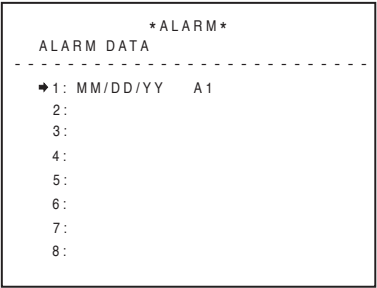 *ALARM*
ALARM DATA
- - - - - - - - - - - - - - - - - - - - - - - - - - -
➡1: MM/DD/YY A1
2:
3:
4:
5:
6:
7:
8: